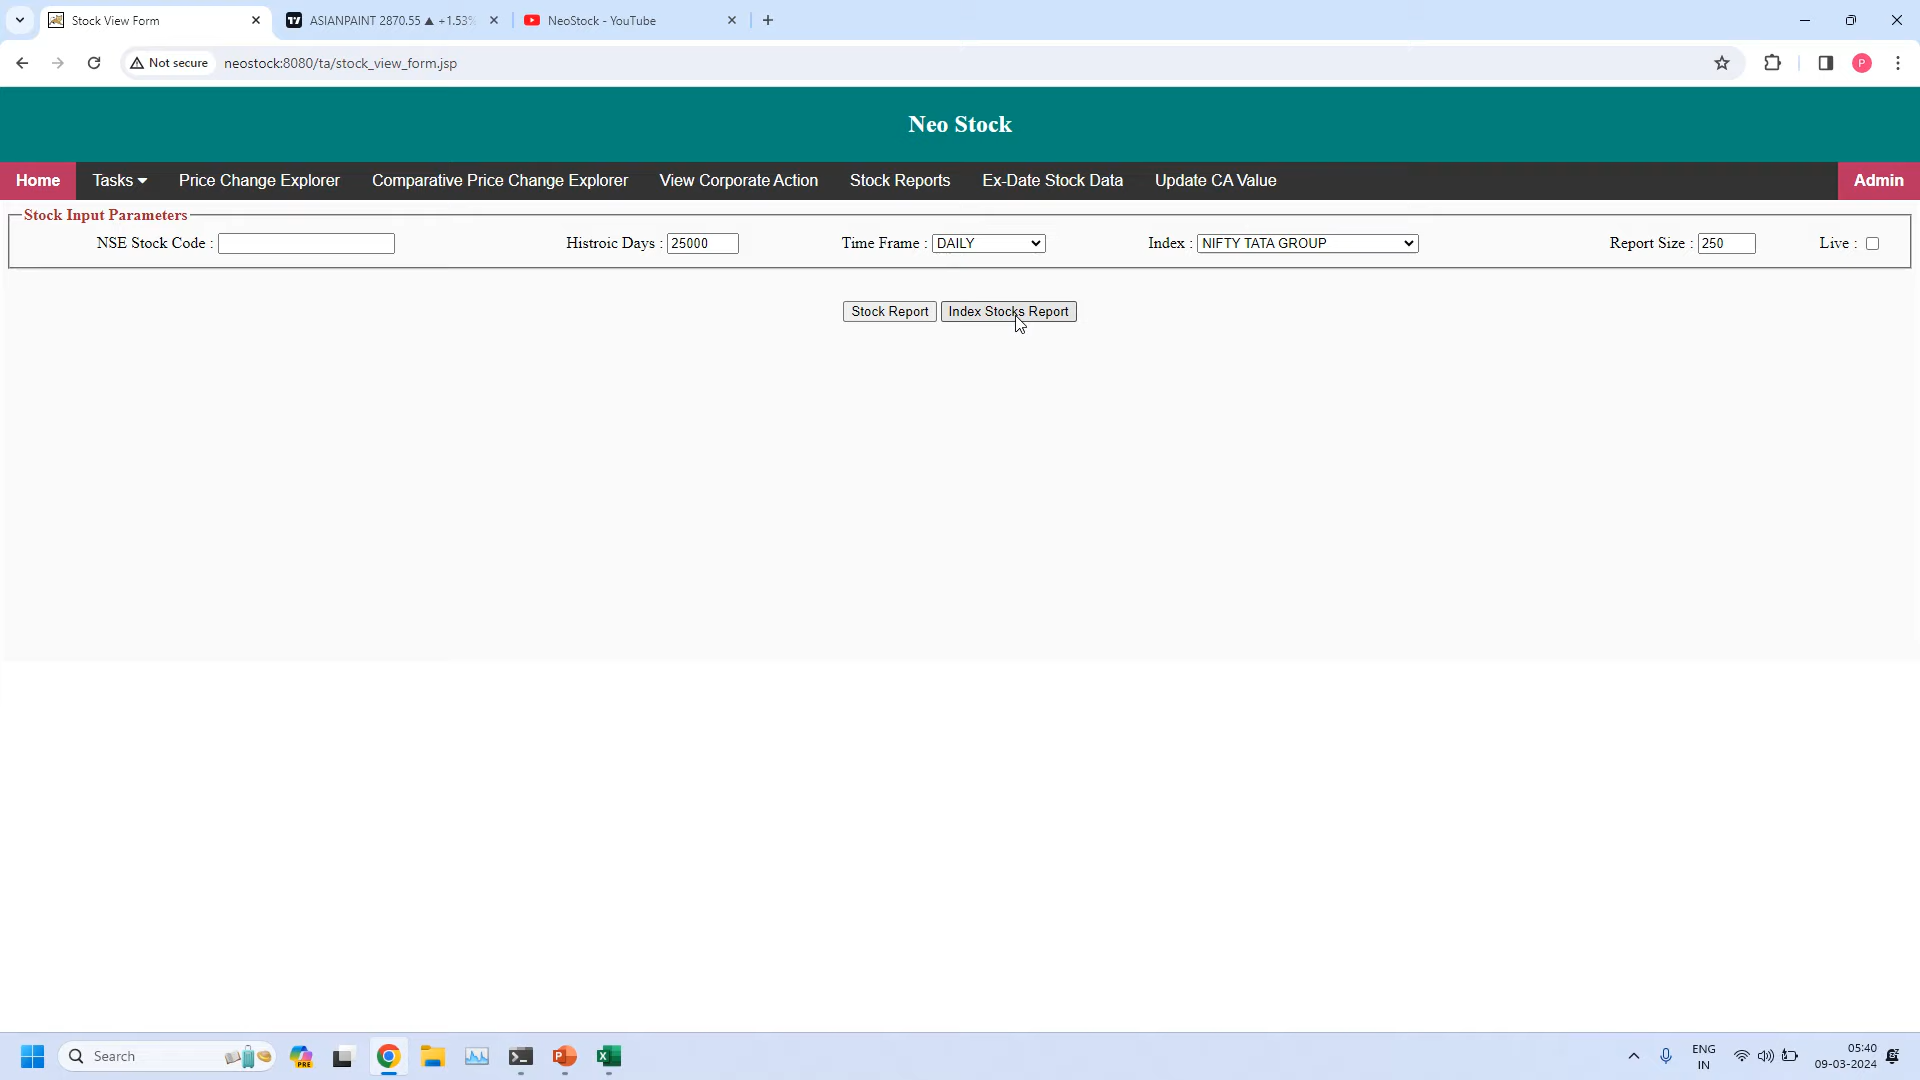 Stock View Form
ASIANPAINT 2870.55 ▲ +1.53%
NeoStock - YouTube
Not secure
neostock:8080/ta/stock_view_form.jsp
P
Neo Stock
Home
Tasks
Price Change Explorer
Comparative Price Change Explorer
View Corporate Action
Stock Reports
Ex-Date Stock Data
Update CA Value
Admin
Stock Input Parameters
NSE Stock Code :
Histroic Days : 25000
Time Frame : DAILY
Index : NIFTY TATA GROUP
Report Size : 250
Live :
Stock Report
Index Stocks Report
Search
PRE
ENG
IN
05:40
09-03-2024